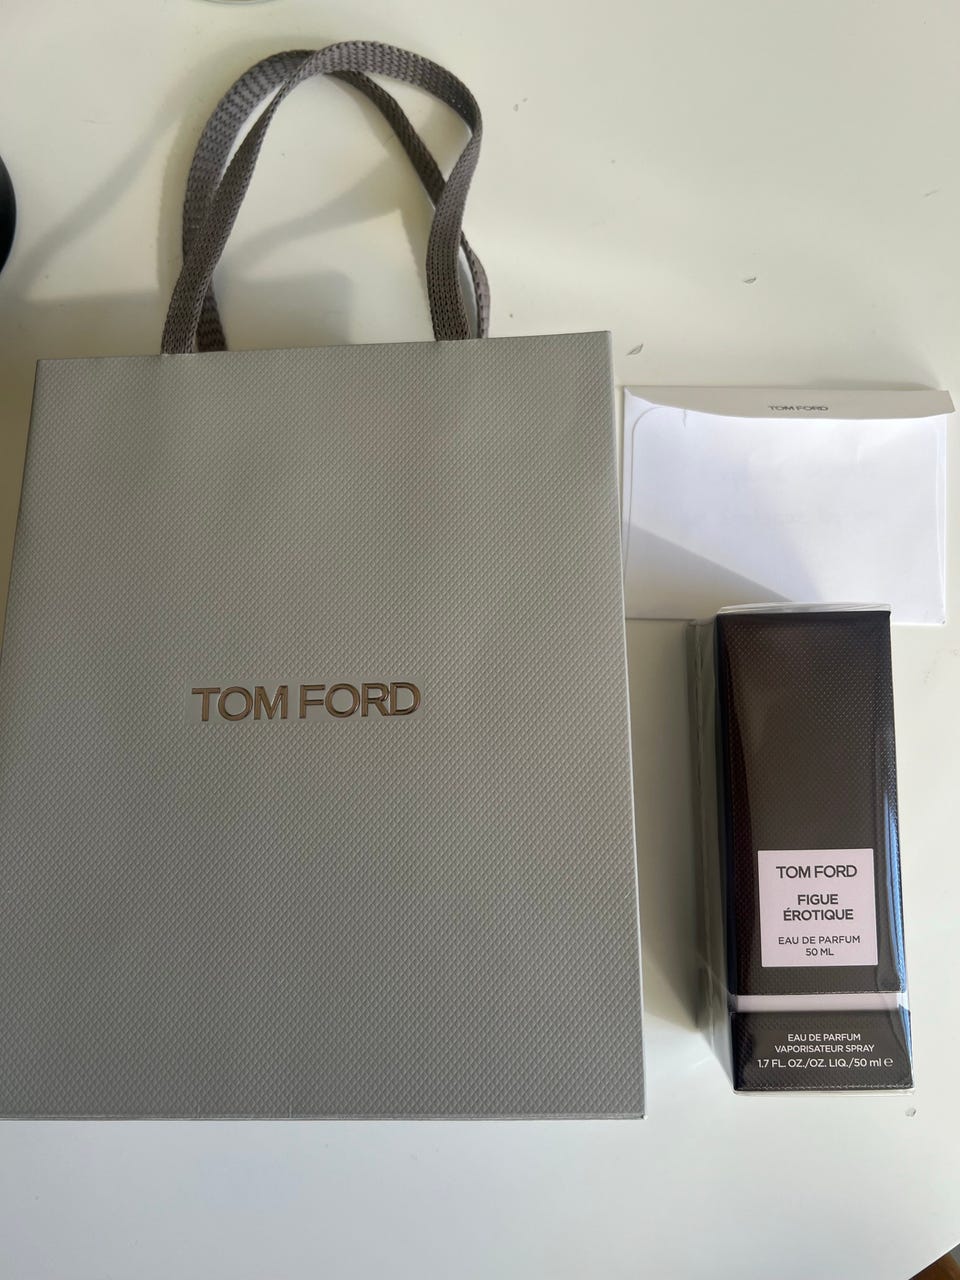 TOM FORD
TOM FORD
TOM FORD
FIGUE
ÉROTIQUE
EAU DE PARFUM
50 ML
EAU DE PARFUM
VAPORISATEUR SPRAY
1.7 FL. OZ./OZ. LIQ./50 ml ℮